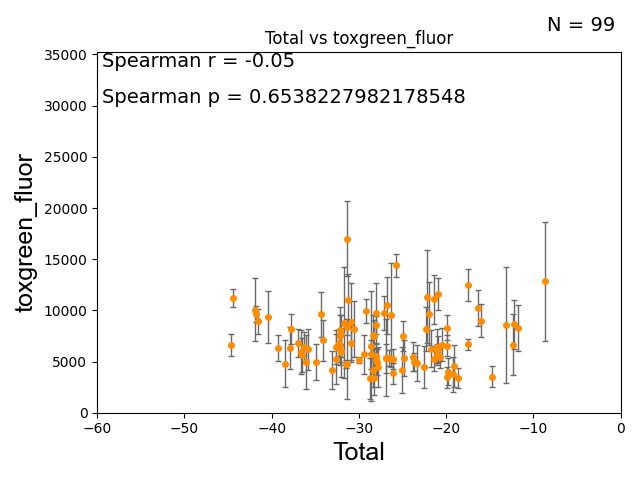 N = 99
Total vs toxgreen_fluor
Spearman r = -0.05
Spearman p = 0.6538227982178548
35000
30000
25000
20000
15000
10000
5000
0
toxgreen_fluor
−60 −50 −40 −30 −20 −10 0
Total